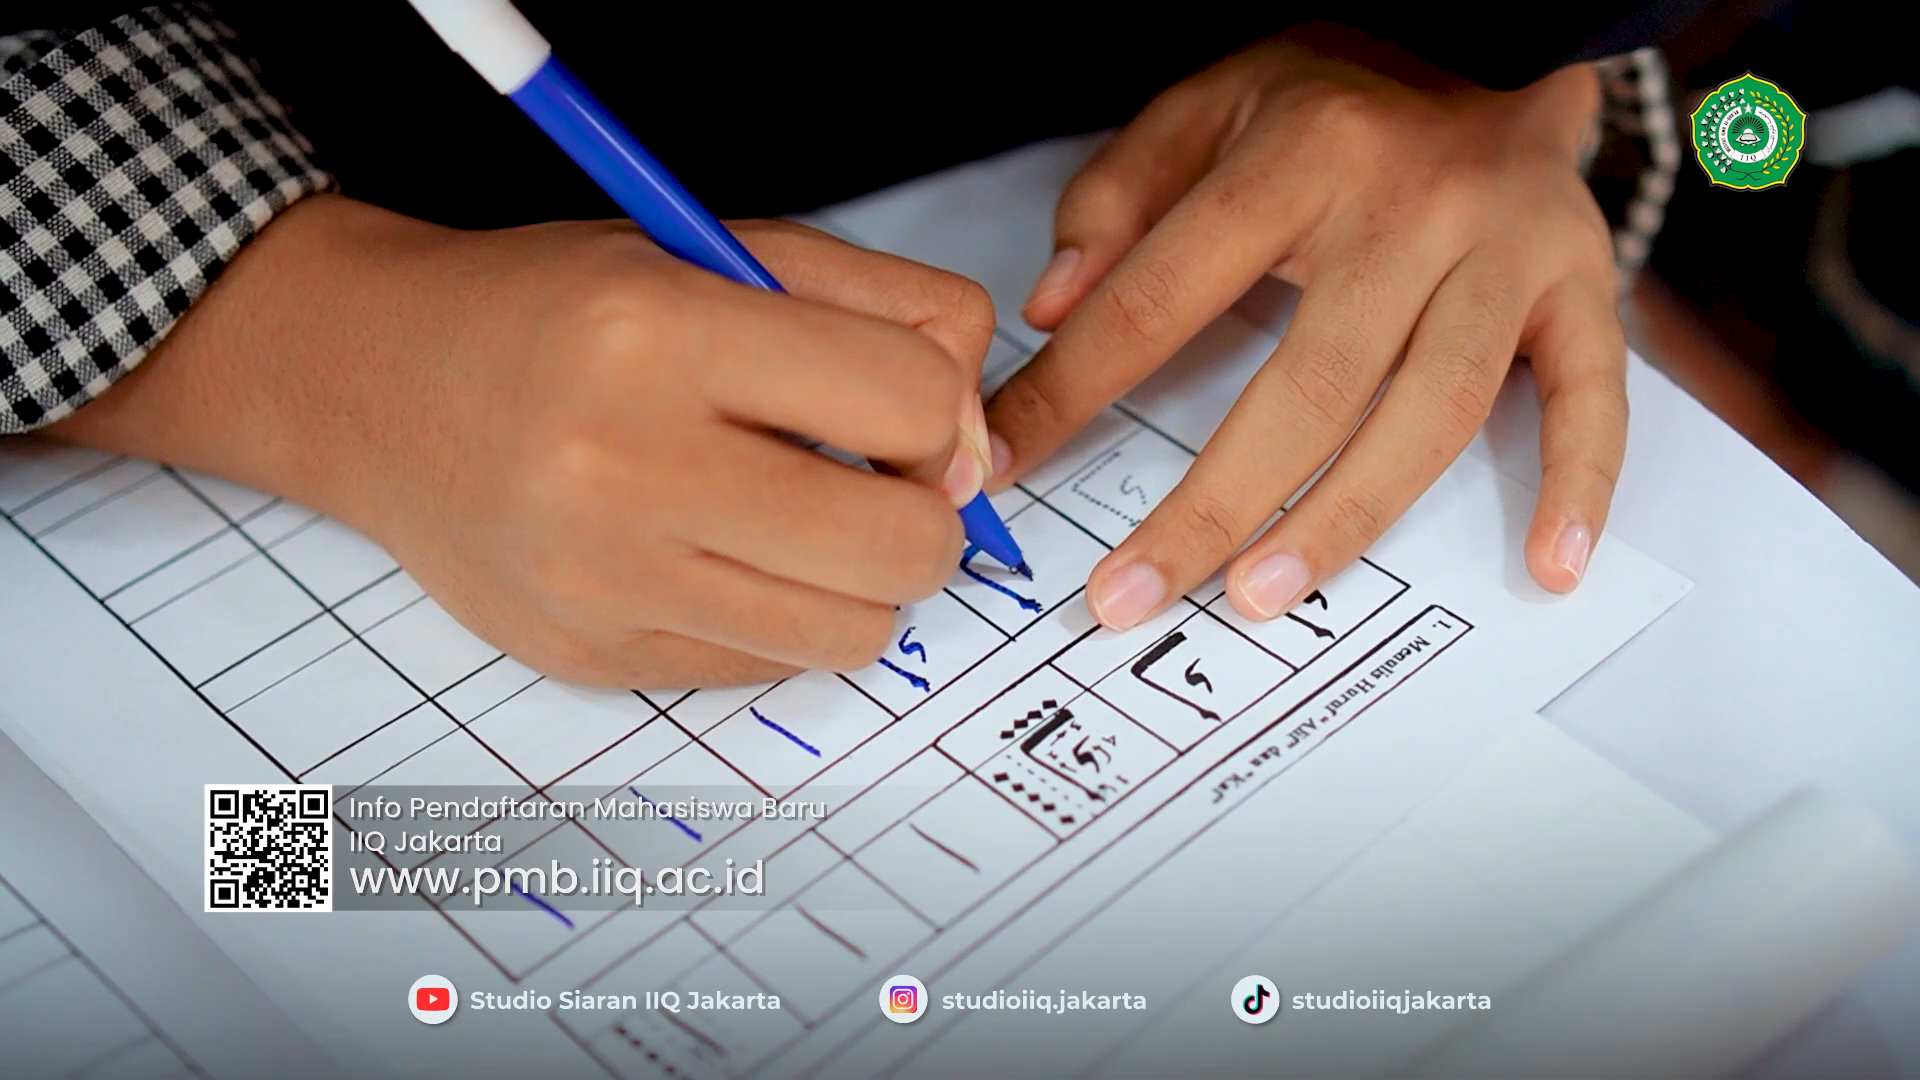 IIQ
1. Menulis Huruf "Alif" dan "Kaf"
ا
ا
ك
ك
ا
ا
ا
Info Pendaftaran Mahasiswa Baru
IIQ Jakarta
www.pmb.iiq.ac.id
Studio Siaran IIQ Jakarta
studioiiq.jakarta
studioiiqjakarta